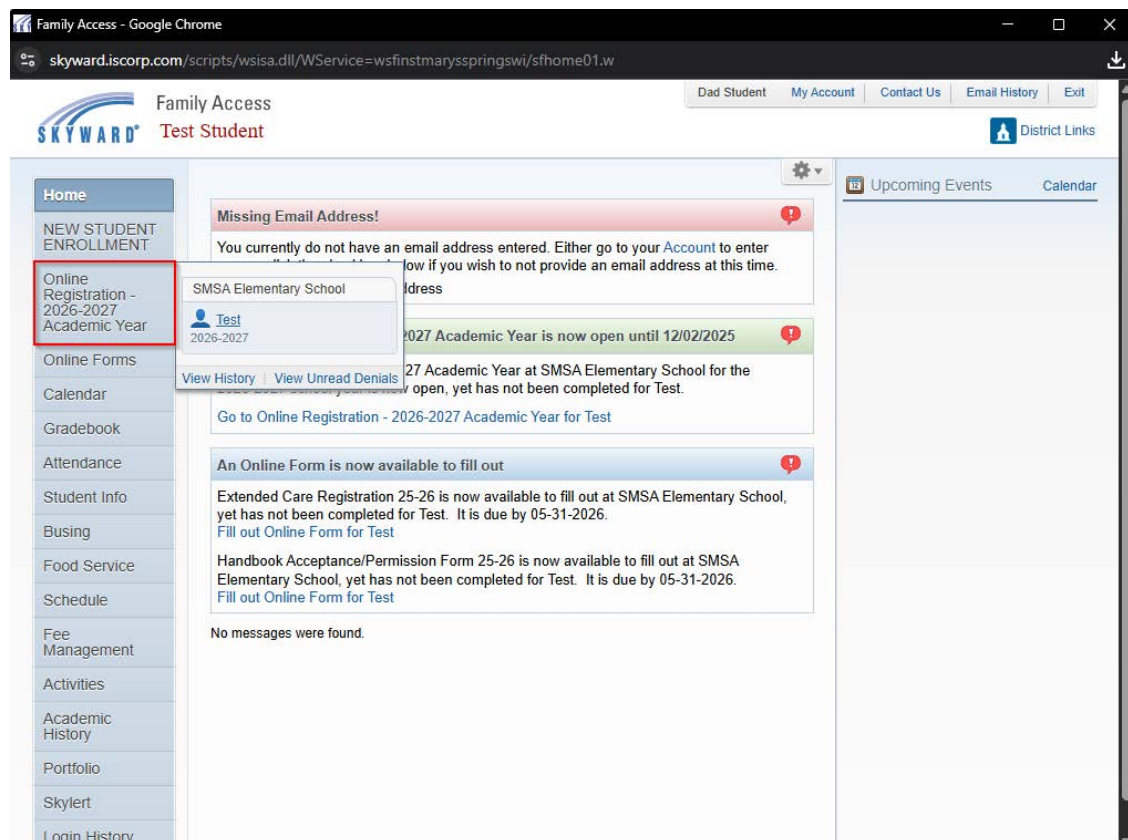 Family Access - Google Chrome
skyward.iscorp.com/scripts/wsisa.dll/WService=wsfinstmarysspringswi/sfhome01.w
SKYWARD®
Family Access
Test Student
Dad Student
My Account
Contact Us
Email History
Exit
District Links
Home
NEW STUDENT
ENROLLMENT
Online
Registration -
2026-2027
Academic Year
Online Forms
Calendar
Gradebook
Attendance
Student Info
Busing
Food Service
Schedule
Fee
Management
Activities
Academic
History
Portfolio
Skylert
Login History
SMSA Elementary School
Test
2026-2027
View History | View Unread Denials
Missing Email Address!
You currently do not have an email address entered. Either go to your Account to enter
low if you wish to not provide an email address at this time.
ddress
2027 Academic Year is now open until 12/02/2025
27 Academic Year at SMSA Elementary School for the
open, yet has not been completed for Test.
Go to Online Registration - 2026-2027 Academic Year for Test
An Online Form is now available to fill out
Extended Care Registration 25-26 is now available to fill out at SMSA Elementary School,
yet has not been completed for Test. It is due by 05-31-2026.
Fill out Online Form for Test
Handbook Acceptance/Permission Form 25-26 is now available to fill out at SMSA
Elementary School, yet has not been completed for Test. It is due by 05-31-2026.
Fill out Online Form for Test
No messages were found.
12
Upcoming Events
Calendar